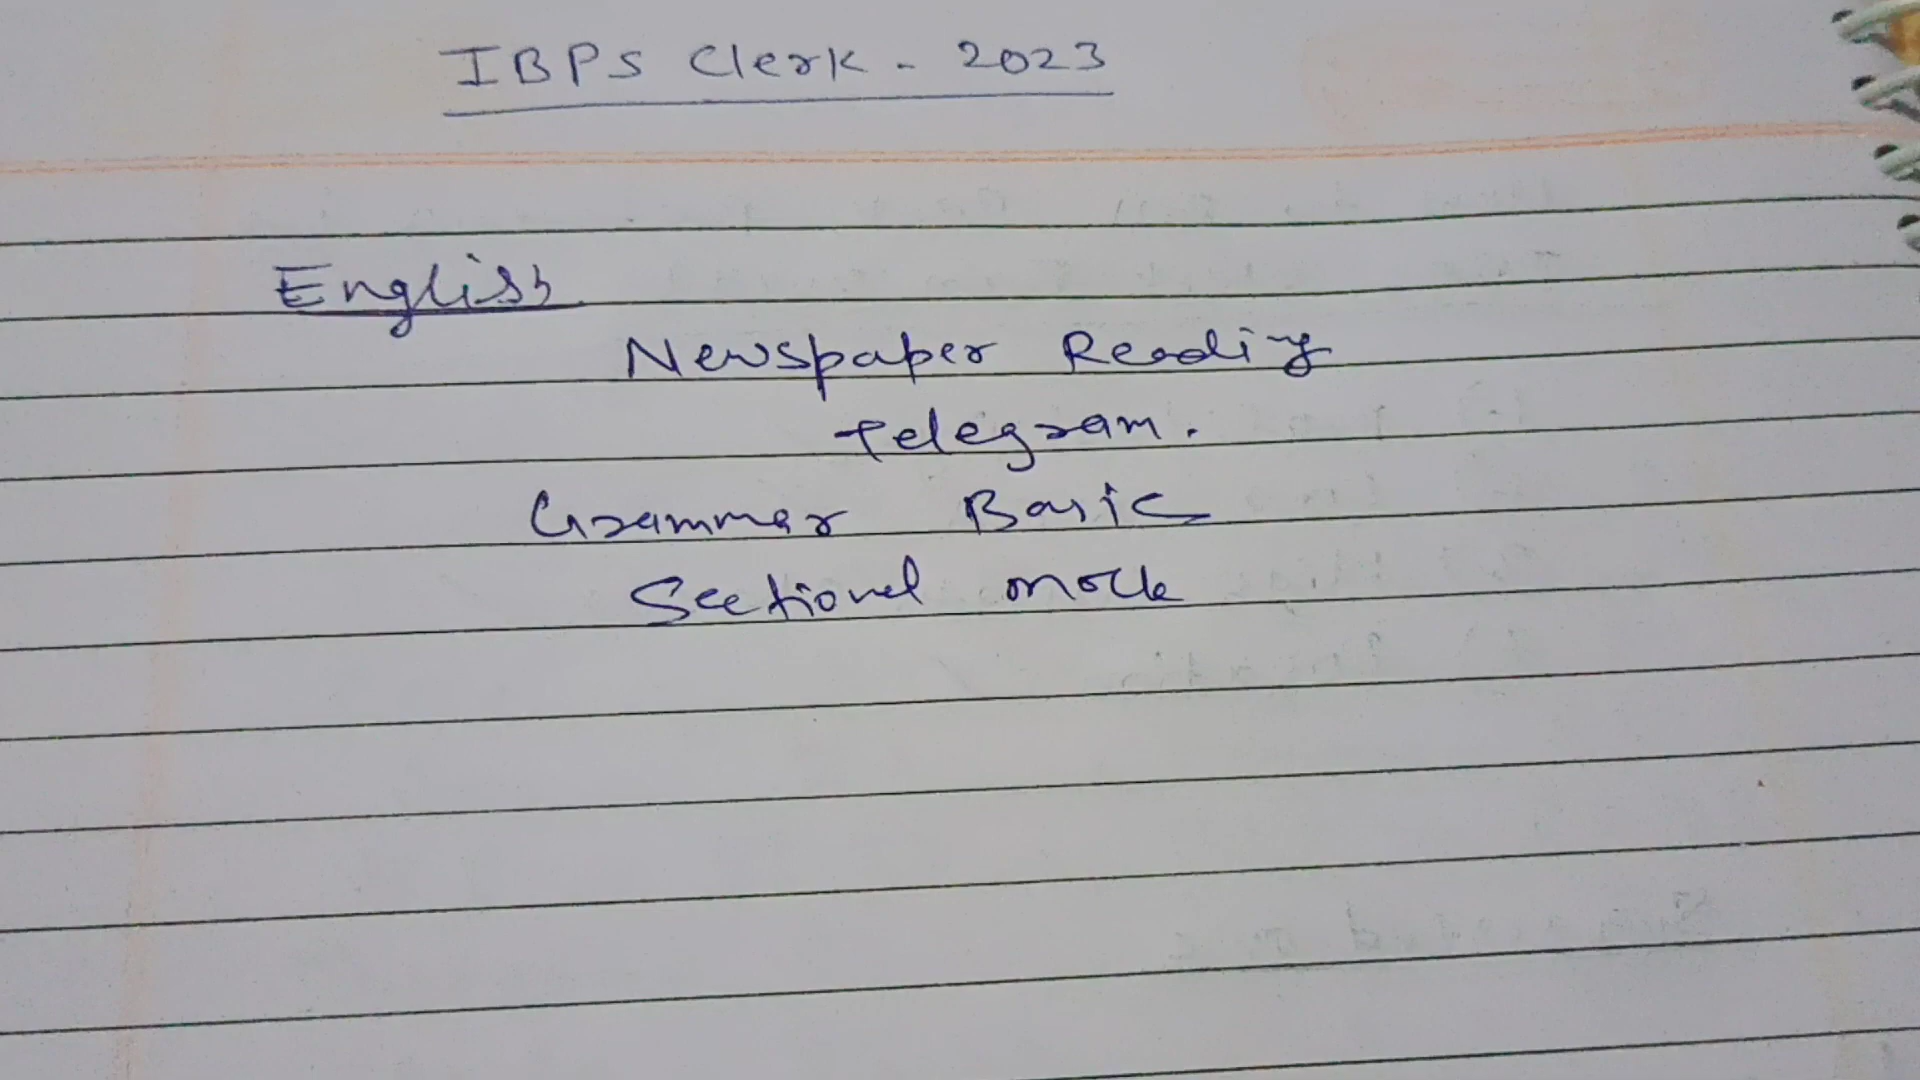 IBPS Clerk - 2023
English
Newspaper Reading
Telegram.
Grammar Basic
Sectional mock